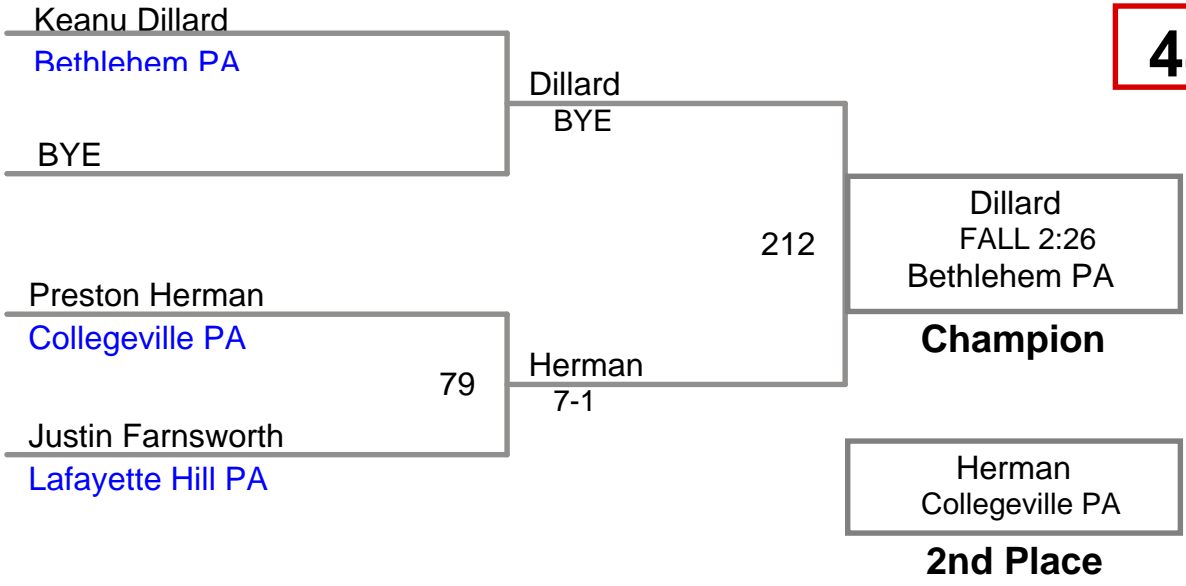 Keanu Dillard
Bethlehem PA
BYE
Dillard
BYE
Preston Herman
Collegeville PA
79
Justin Farnsworth
Lafayette Hill PA
Herman
7-1
212
Dillard
FALL 2:26
Bethlehem PA
Champion
Herman
Collegeville PA
2nd Place